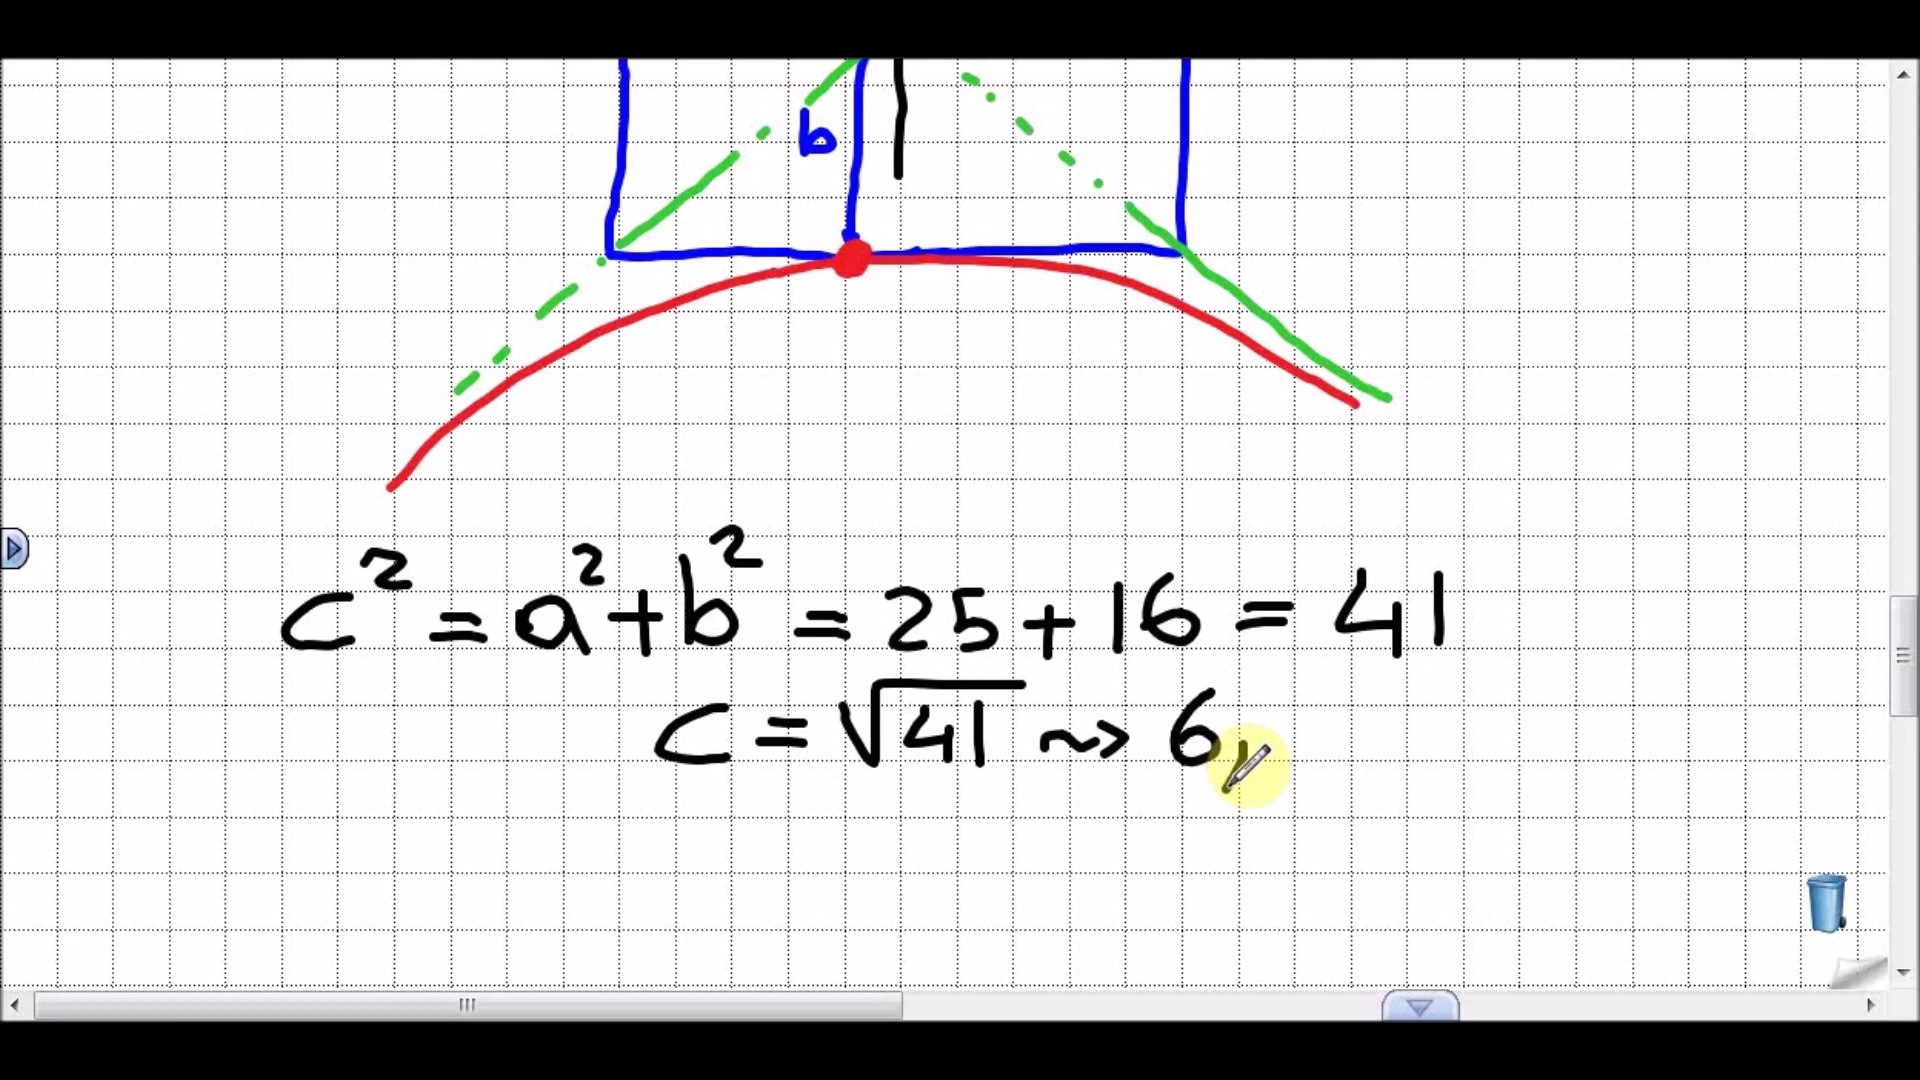 b
c² = a² + b² = 25 + 16 = 41
c = √41 ⇝ 6,